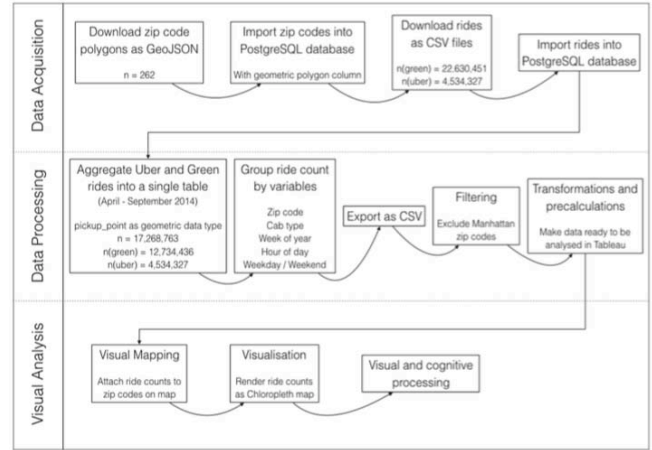 Data Acquisition
Download zip code
polygons as GeoJSON
n = 262
Import zip codes into
PostgreSQL database
With geometric polygon column
Download rides
as CSV files
n(green) = 22,630,451
n(uber) = 4,534,327
Import rides into
PostgreSQL database
Data Processing
Aggregate Uber and Green
rides into a single table
(April - September 2014)
pickup_point as geometric data type
n = 17,268,763
n(green) = 12,734,436
n(uber) = 4,534,327
Group ride count
by variables
Zip code
Cab type
Week of year
Hour of day
Weekday / Weekend
Export as CSV
Filtering
Exclude Manhattan
zip codes
Transformations and
precalculations
Make data ready to be
analysed in Tableau
Visual Analysis
Visual Mapping
Attach ride counts to
zip codes on map
Visualisation
Render ride counts
as Chloropleth map
Visual and cognitive
processing